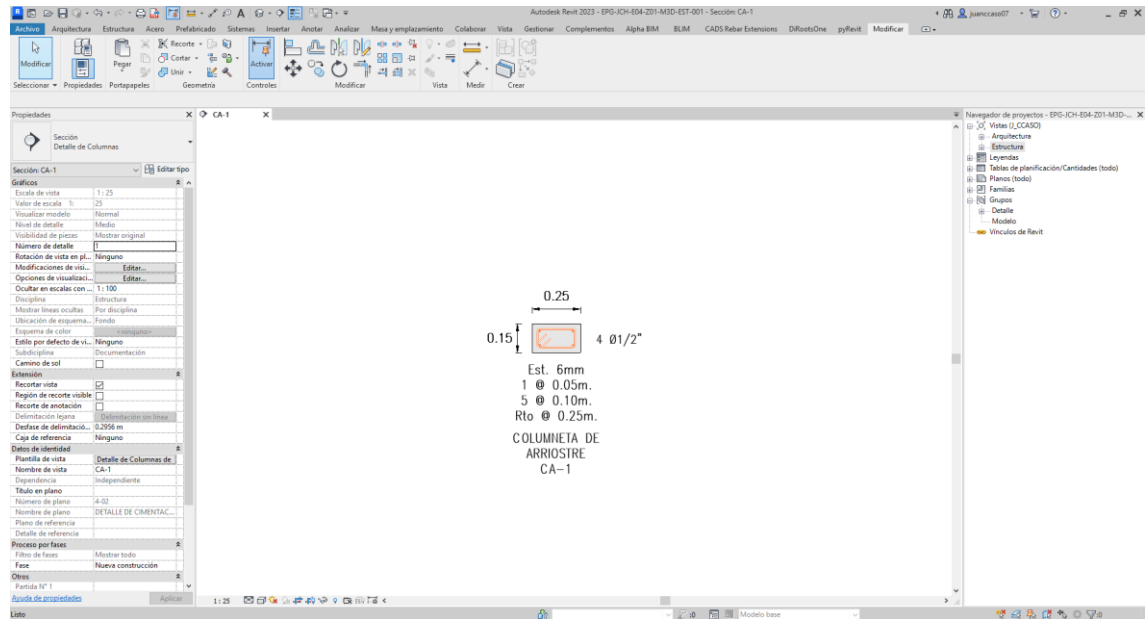 Autodesk Revit 2023 - EPG-JCH-E04-Z01-M3D-EST-001 - Sección: CA-1
juanccaso07
Archivo Arquitectura Estructura Acero Prefabricado Sistemas Insertar Anotar Analizar Masa y emplazamiento Colaborar Vista Gestionar Complementos Alpha BIM BLIM CADS Rebar Extensions DiRootsOne pyRevit Modificar
Modificar
Pegar
Recorte
Cortar
Unir
Activar
Seleccionar Propiedades Portapapeles Geometría Controles Modificar Vista Medir Crear
Propiedades
Sección
Detalle de Columnas
Sección: CA-1 Editar tipo
Gráficos
Escala de vista 1 : 25
Valor de escala 1: 25
Visualizar modelo Normal
Nivel de detalle Medio
Visibilidad de piezas Mostrar original
Número de detalle 1
Rotación de vista en pl... Ninguno
Modificaciones de visi... Editar...
Opciones de visualizaci... Editar...
Ocultar en escalas con ... 1 : 100
Disciplina Estructura
Mostrar líneas ocultas Por disciplina
Ubicación de esquema... Fondo
Esquema de color <ninguno>
Estilo por defecto de vi... Ninguno
Subdisciplina Documentación
Camino de sol
Extensión
Recortar vista
Región de recorte visible
Recorte de anotación
Delimitación lejana Delimitación sin línea
Desfase de delimitació... 0.2956 m
Caja de referencia Ninguno
Datos de identidad
Plantilla de vista Detalle de Columnas de
Nombre de vista CA-1
Dependencia Independiente
Título en plano
Número de plano 4-02
Nombre de plano DETALLE DE CIMENTAC...
Plano de referencia
Detalle de referencia
Proceso por fases
Filtro de fases Mostrar todo
Fase Nueva construcción
Otros
Partida N° 1
Ayuda de propiedades Aplicar
Listo
CA-1
0.25
0.15
4 Ø1/2"
Est. 6mm
1 @ 0.05m.
5 @ 0.10m.
Rto @ 0.25m.
COLUMNETA DE
ARRIOSTRE
CA-1
1 : 25
:0
Modelo base
:0
Navegador de proyectos - EPG-JCH-E04-Z01-M3D-...
Vistas (J_CCASO)
Arquitectura
Estructura
Leyendas
Tablas de planificación/Cantidades (todo)
Planos (todo)
Familias
Grupos
Detalle
Modelo
Vínculos de Revit